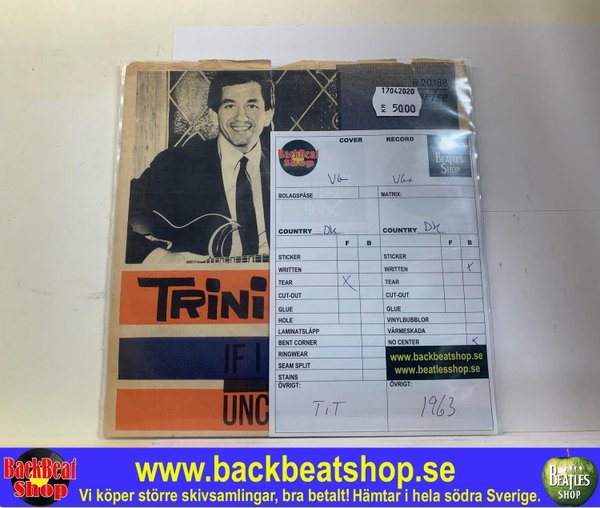 R 20198
17042020
KR 50.00
BackBeat Shop
COVER
RECORD
BEATLES SHOP
VG
VG+
BOLAGSPÅSE
MATRIX:
COUNTRY DK
COUNTRY DK
F B
F B
STICKER
STICKER
WRITTEN
WRITTEN X
TEAR X
TEAR
CUT-OUT
CUT-OUT
GLUE
GLUE
HOLE
VINYLBUBBLOR
LAMINATSLÄPP
VÄRMESKADA
BENT CORNER
NO CENTER X
RINGWEAR
SEAM SPLIT
STAINS
www.backbeatshop.se
www.beatlesshop.se
ÖVRIGT:
ÖVRIGT:
TiT
1963
TRINI
IF I
UNC
BackBeat Shop
www.backbeatshop.se
Vi köper större skivsamlingar, bra betalt! Hämtar i hela södra Sverige.
BEATLES SHOP